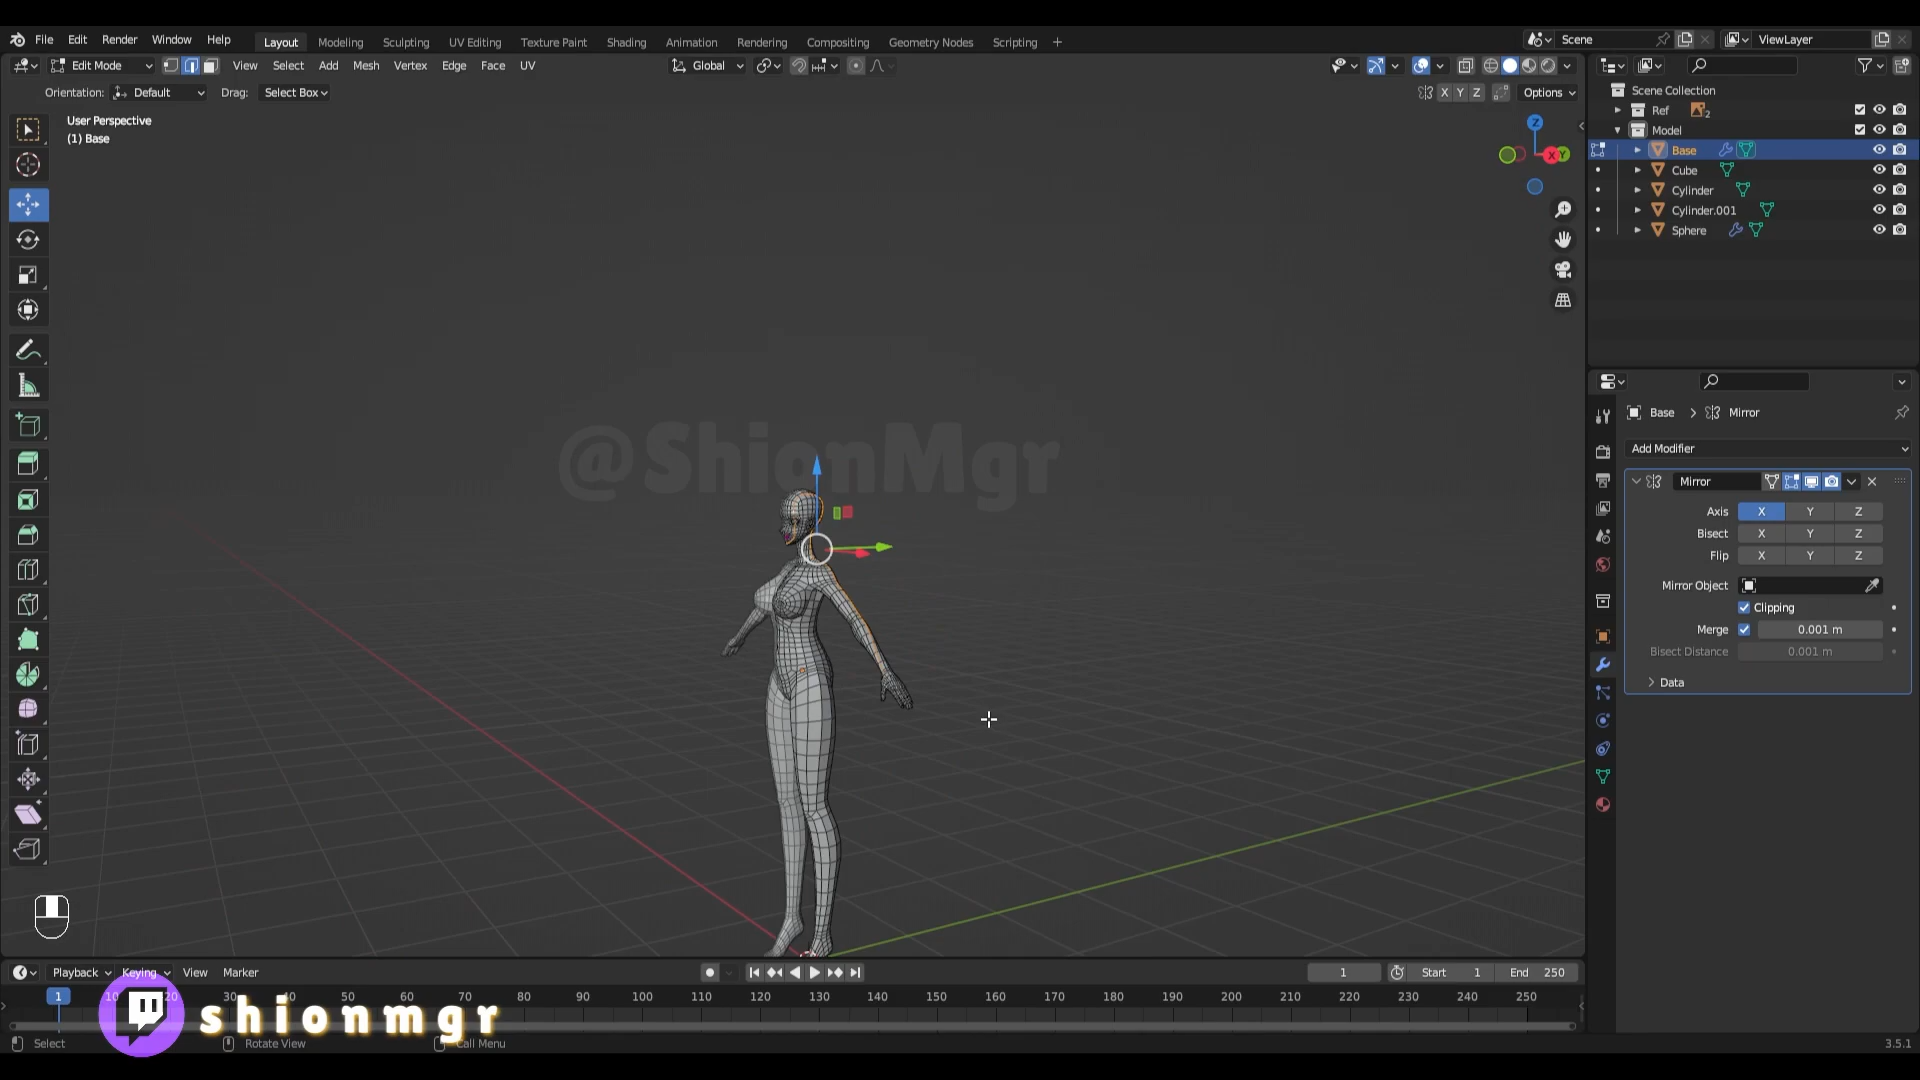 File Edit Render Window Help Layout Modeling Sculpting UV Editing Texture Paint Shading Animation Rendering Compositing Geometry Nodes Scripting + Scene ViewLayer
Edit Mode View Select Add Mesh Vertex Edge Face UV Global
Orientation: Default Drag: Select Box X Y Z Options
User Perspective
(1) Base
Z
X Y
Scene Collection
Ref 2
Model
Base
Cube
Cylinder
Cylinder.001
Sphere
Base > Mirror
Add Modifier
Mirror
Axis X Y Z
Bisect X Y Z
Flip X Y Z
Mirror Object
Clipping
Merge 0.001 m
Bisect Distance 0.001 m
Data
@ShionMgr
Playback Keying View Marker 1 Start 1 End 250
1 10 20 30 40 50 60 70 80 90 100 110 120 130 140 150 160 170 180 190 200 210 220 230 240 250
shionmgr
Select Rotate View Call Menu 3.5.1